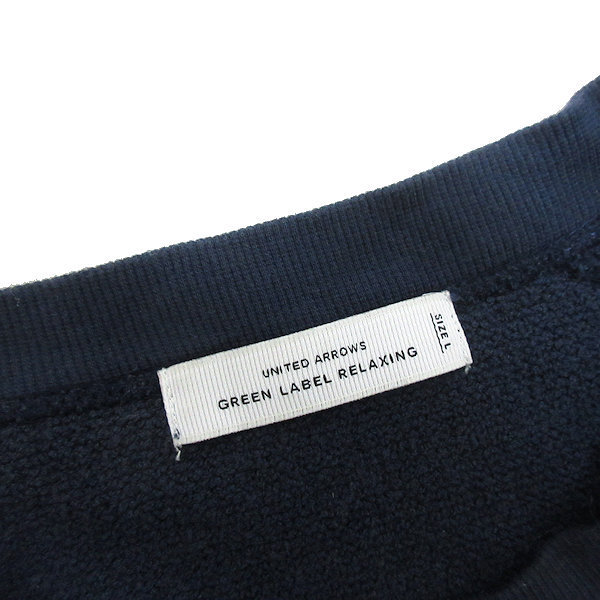 UNITED ARROWS
GREEN LABEL RELAXING
SIZE L